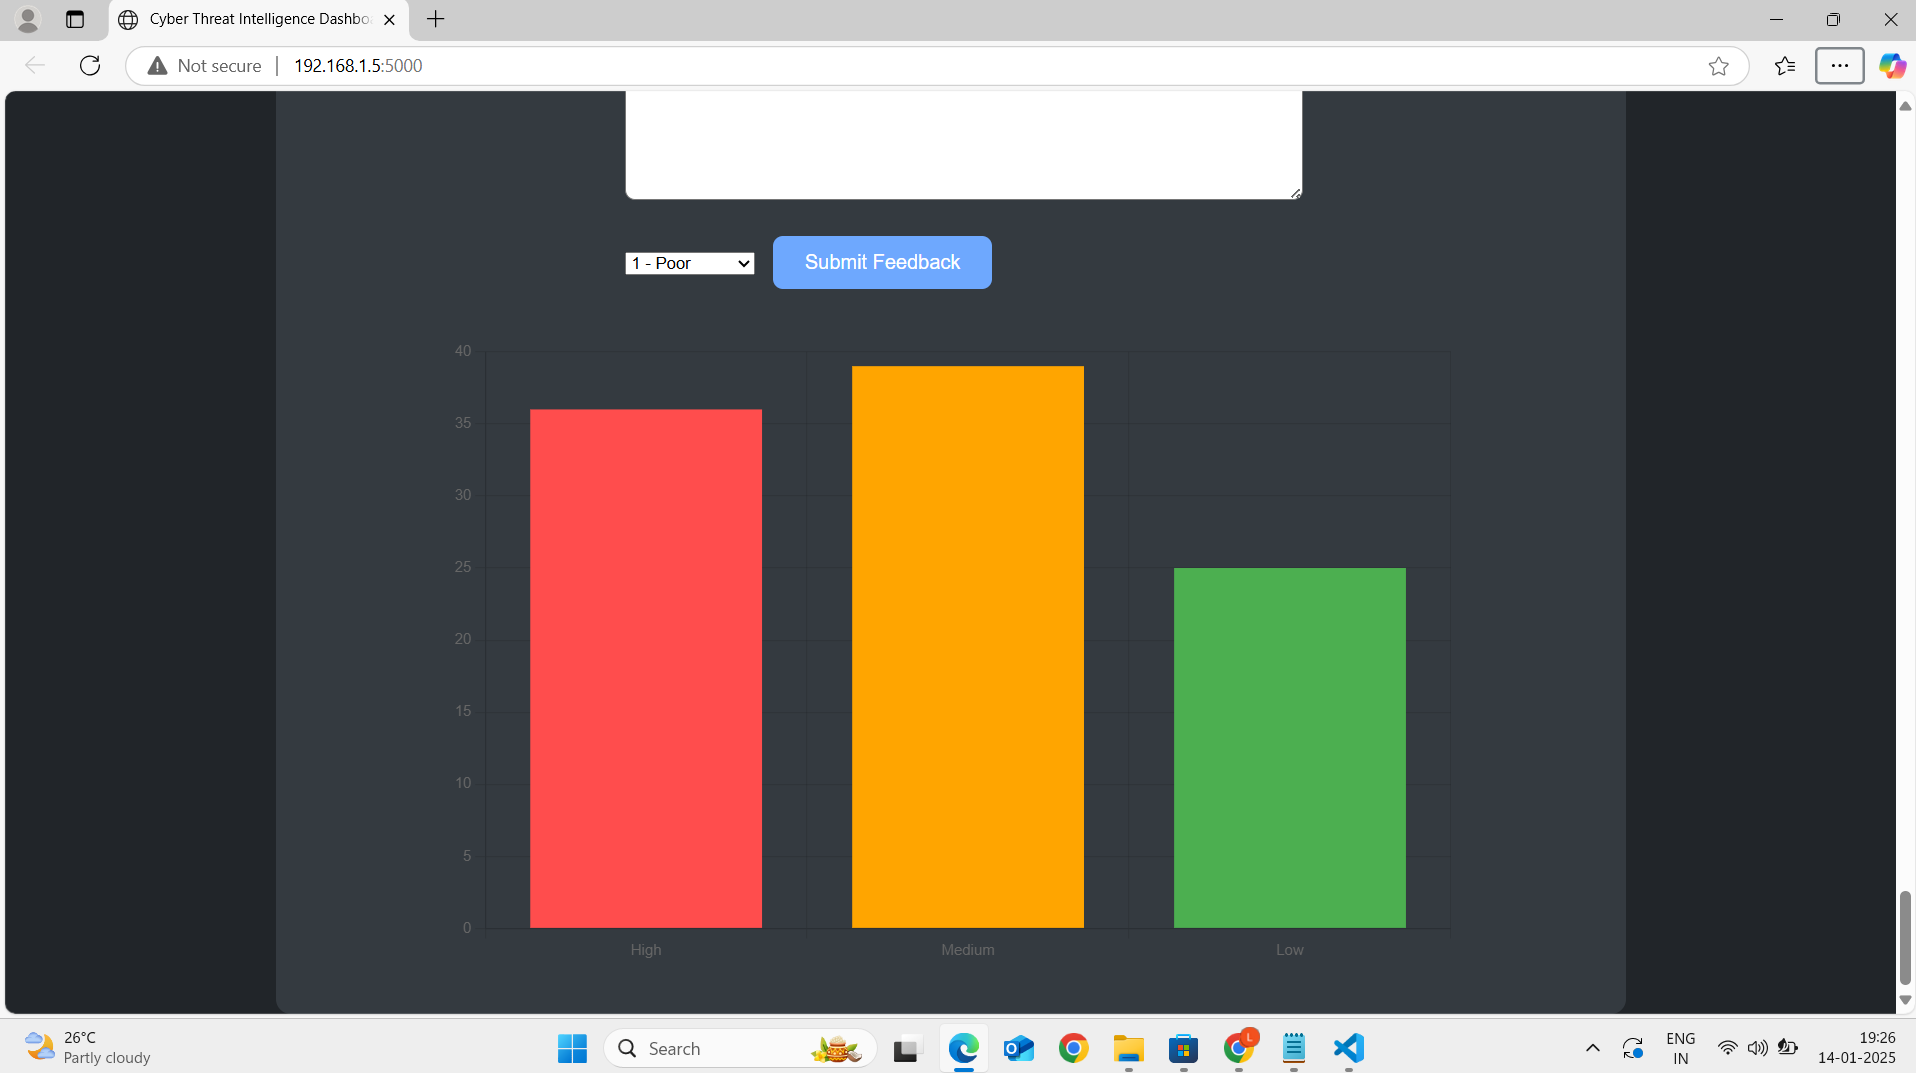 Cyber Threat Intelligence Dashbo
Not secure
192.168.1.5:5000
1 - Poor
Submit Feedback
40
35
30
25
20
15
10
5
0
High
Medium
Low
26°C
Partly cloudy
Search
L
ENG
IN
19:26
14-01-2025